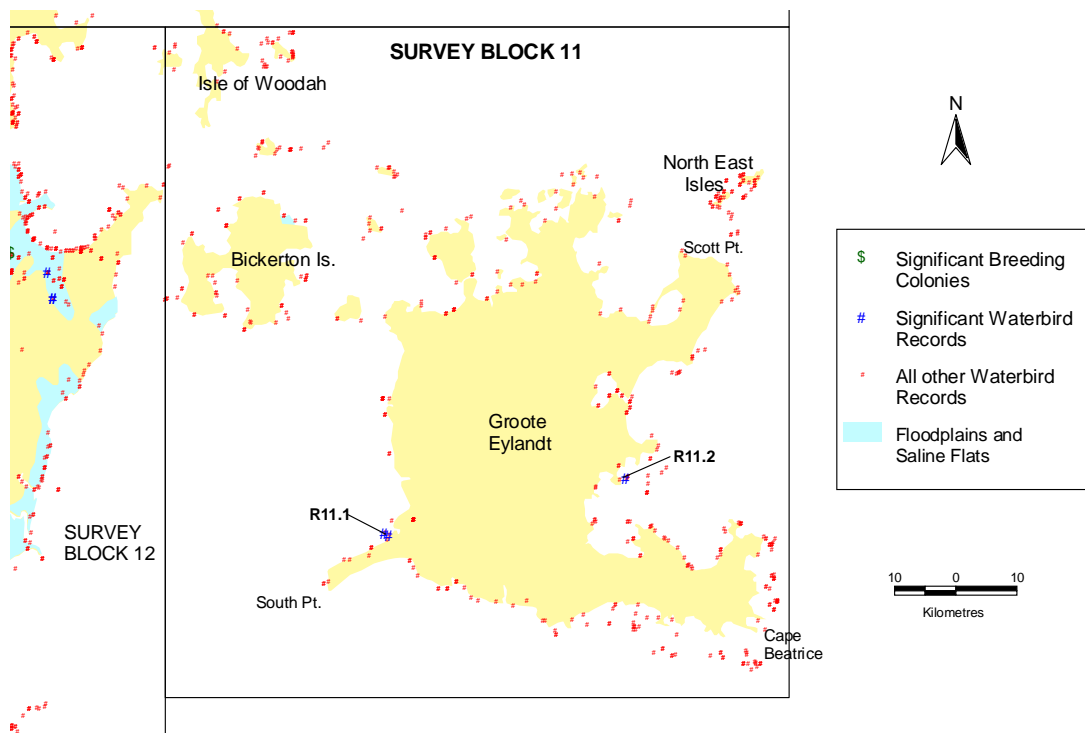 SURVEY BLOCK 11
Isle of Woodah
North East
Isles
Scott Pt.
Bickerton Is.
Groote
Eylandt
R11.2
R11.1
SURVEY
BLOCK 12
South Pt.
Cape
Beatrice
N
$ Significant Breeding
Colonies
# Significant Waterbird
Records
# All other Waterbird
Records
Floodplains and
Saline Flats
10 0 10
Kilometres